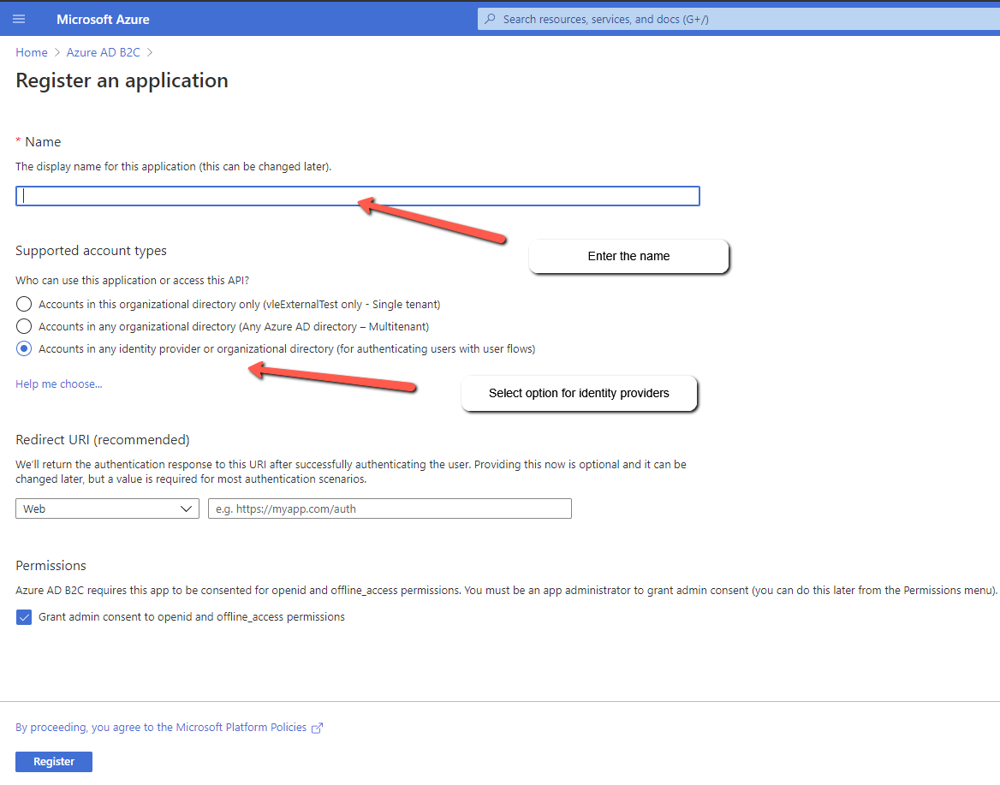 Microsoft Azure
Search resources, services, and docs (G+/)
Home > Azure AD B2C >
Register an application
* Name
The display name for this application (this can be changed later).
Enter the name
Supported account types
Who can use this application or access this API?
Accounts in this organizational directory only (vleExternalTest only - Single tenant)
Accounts in any organizational directory (Any Azure AD directory – Multitenant)
Accounts in any identity provider or organizational directory (for authenticating users with user flows)
Help me choose...
Select option for identity providers
Redirect URI (recommended)
We'll return the authentication response to this URI after successfully authenticating the user. Providing this now is optional and it can be
changed later, but a value is required for most authentication scenarios.
Web
e.g. https://myapp.com/auth
Permissions
Azure AD B2C requires this app to be consented for openid and offline_access permissions. You must be an app administrator to grant admin consent (you can do this later from the Permissions menu).
Grant admin consent to openid and offline_access permissions
By proceeding, you agree to the Microsoft Platform Policies
Register